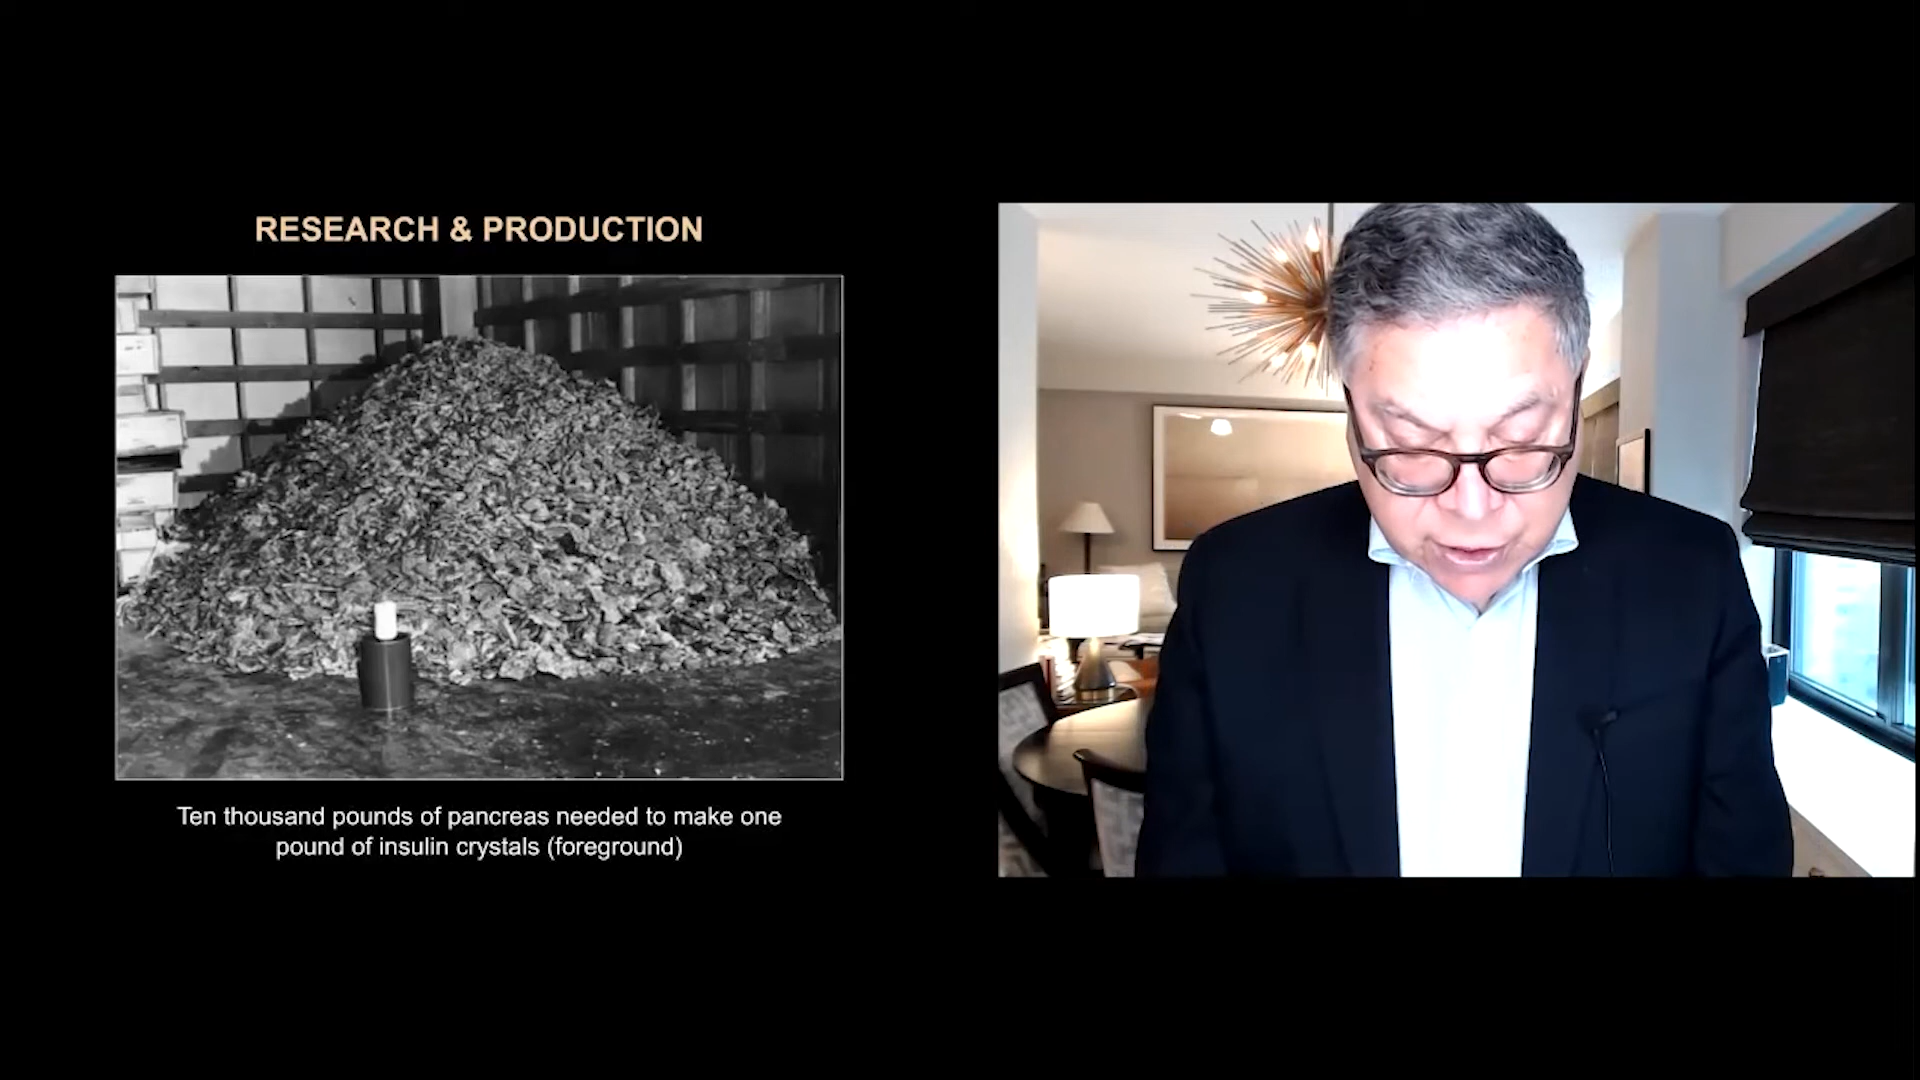 RESEARCH & PRODUCTION
Ten thousand pounds of pancreas needed to make one
pound of insulin crystals (foreground)